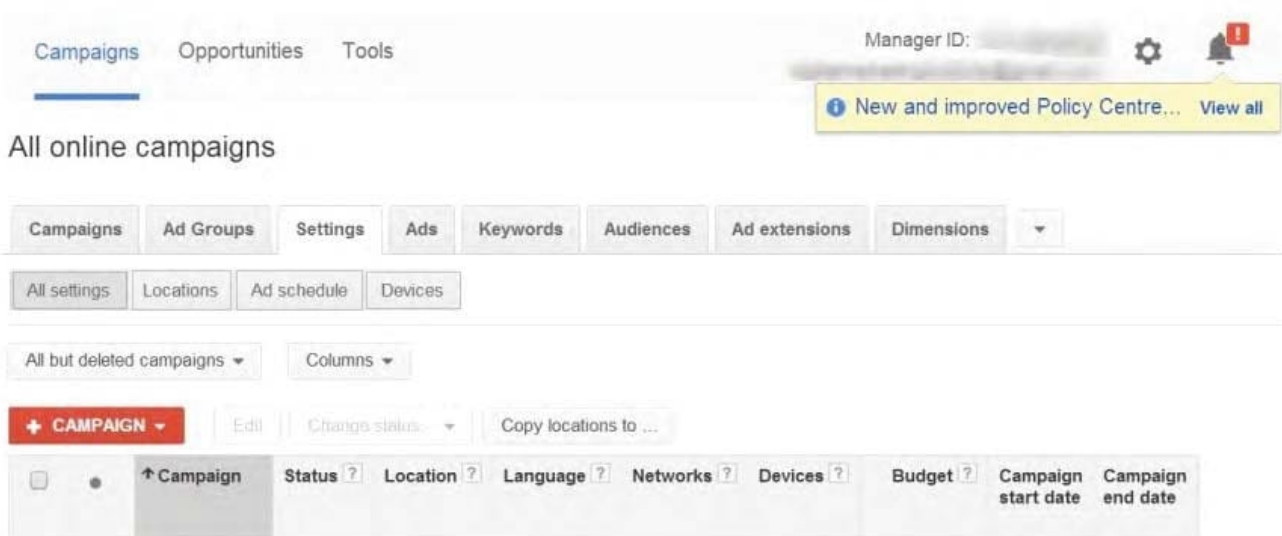 Campaigns Opportunities Tools Manager ID:
!
New and improved Policy Centre... View all
All online campaigns
Campaigns Ad Groups Settings Ads Keywords Audiences Ad extensions Dimensions
All settings Locations Ad schedule Devices
All but deleted campaigns Columns
+ CAMPAIGN Edit Change status... Copy locations to ...
Campaign Status ? Location ? Language ? Networks ? Devices ? Budget ? Campaign start date Campaign end date